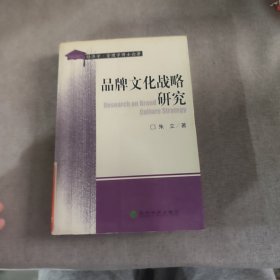 品牌文化战略
研究
Research on Brand
Culture Strategy
朱 立/著